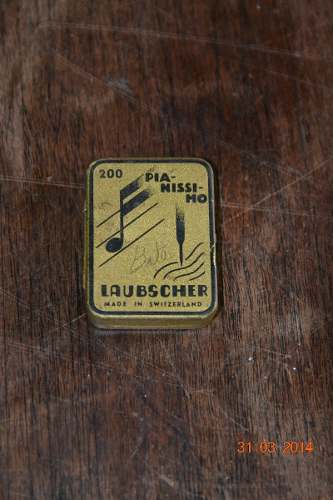 200
PIA-
NISSI-
MO
LAUBSCHER
MADE IN SWITZERLAND
31 03 2014